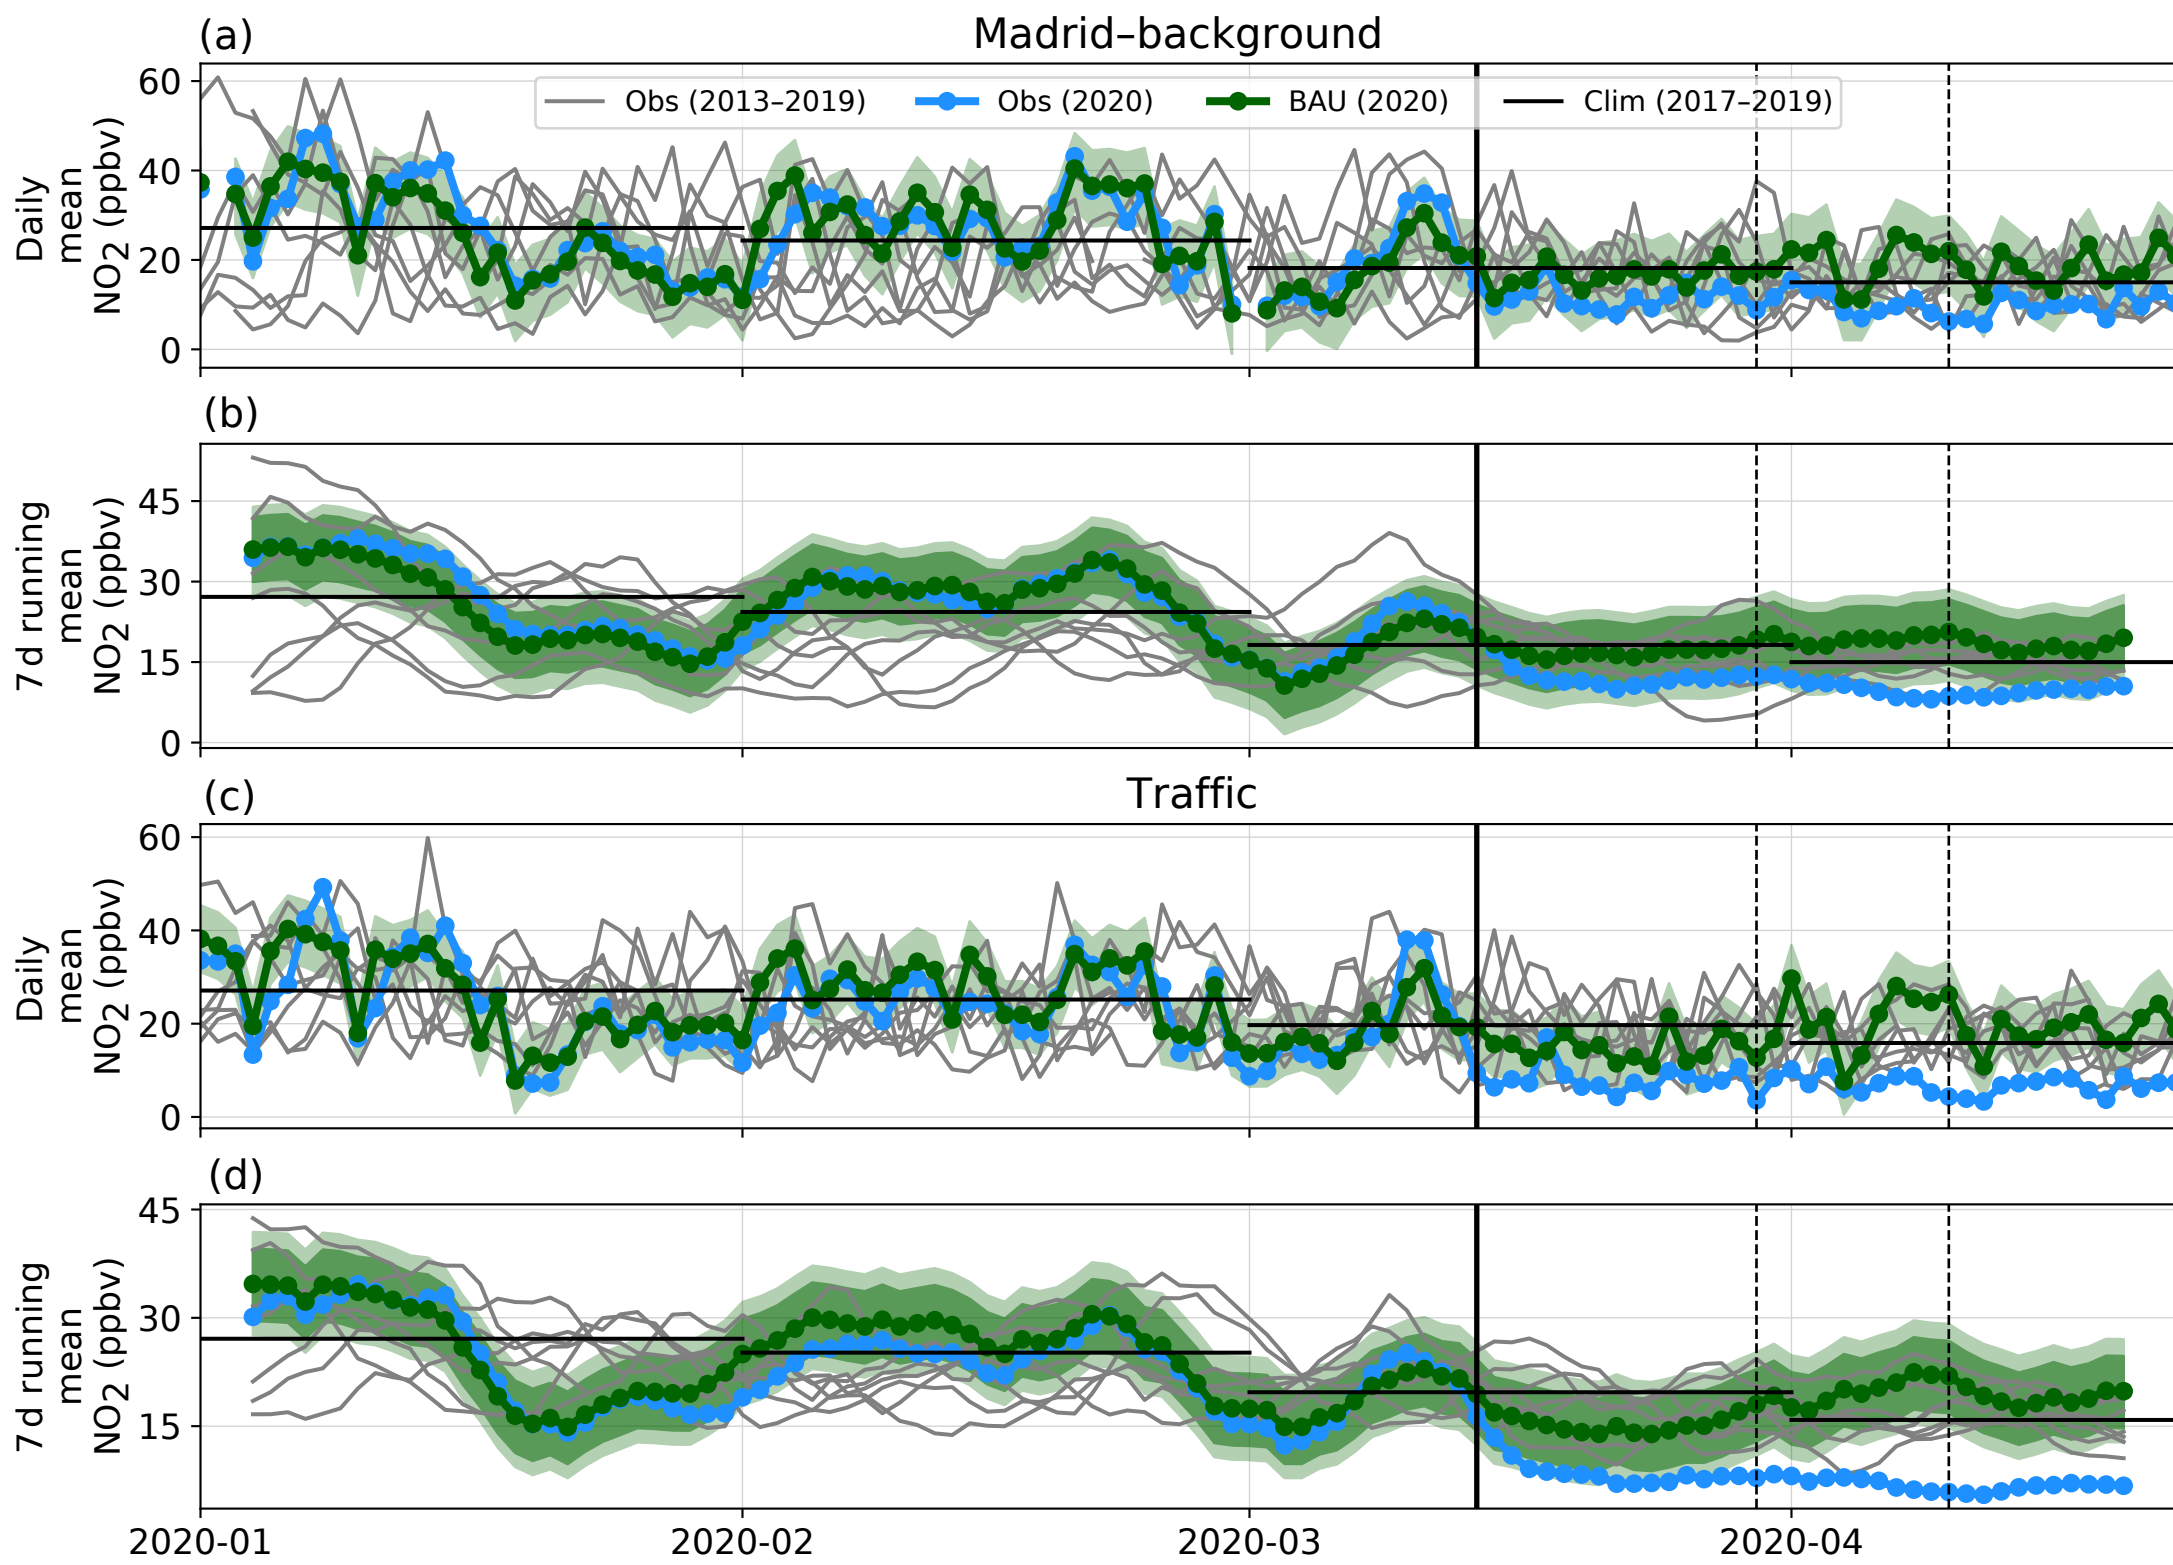 (a)
Madrid–background
Obs (2013–2019)
Obs (2020)
BAU (2020)
Clim (2017–2019)
Daily
mean
NO2 (ppbv)
60
40
20
0
(b)
7d running
mean
NO2 (ppbv)
45
30
15
0
(c)
Traffic
Daily
mean
NO2 (ppbv)
60
40
20
0
(d)
7d running
mean
NO2 (ppbv)
45
30
15
2020-01
2020-02
2020-03
2020-04